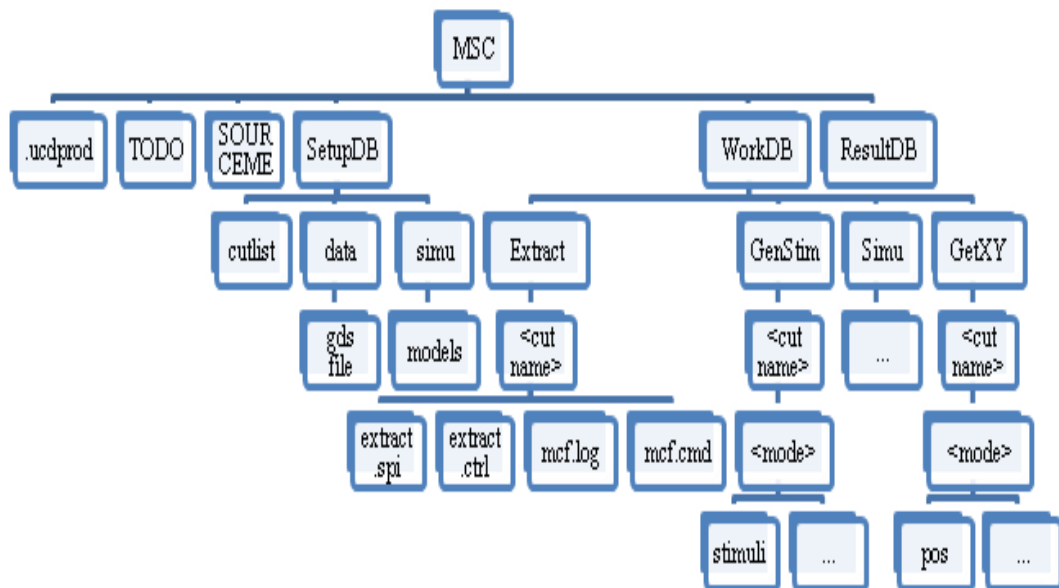 MSC
.ucdprod
TODO
SOUR
CEME
SetupDB
WorkDB
ResultDB
cutlist
data
simu
Extract
GenStim
Simu
GetXY
gds
file
models
<cut
name>
<cut
name>
...
<cut
name>
extract
.spi
extract
.ctrl
mcf.log
mcf.cmd
<mode>
<mode>
stimuli
...
pos
...